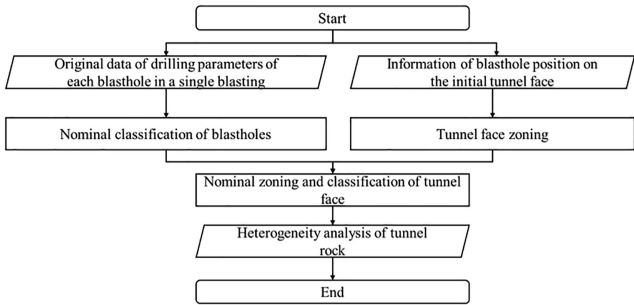 Start
Original data of drilling parameters of
each blasthole in a single blasting
Information of blasthole position on
the initial tunnel face
Nominal classification of blastholes
Tunnel face zoning
Nominal zoning and classification of tunnel
face
Heterogeneity analysis of tunnel
rock
End